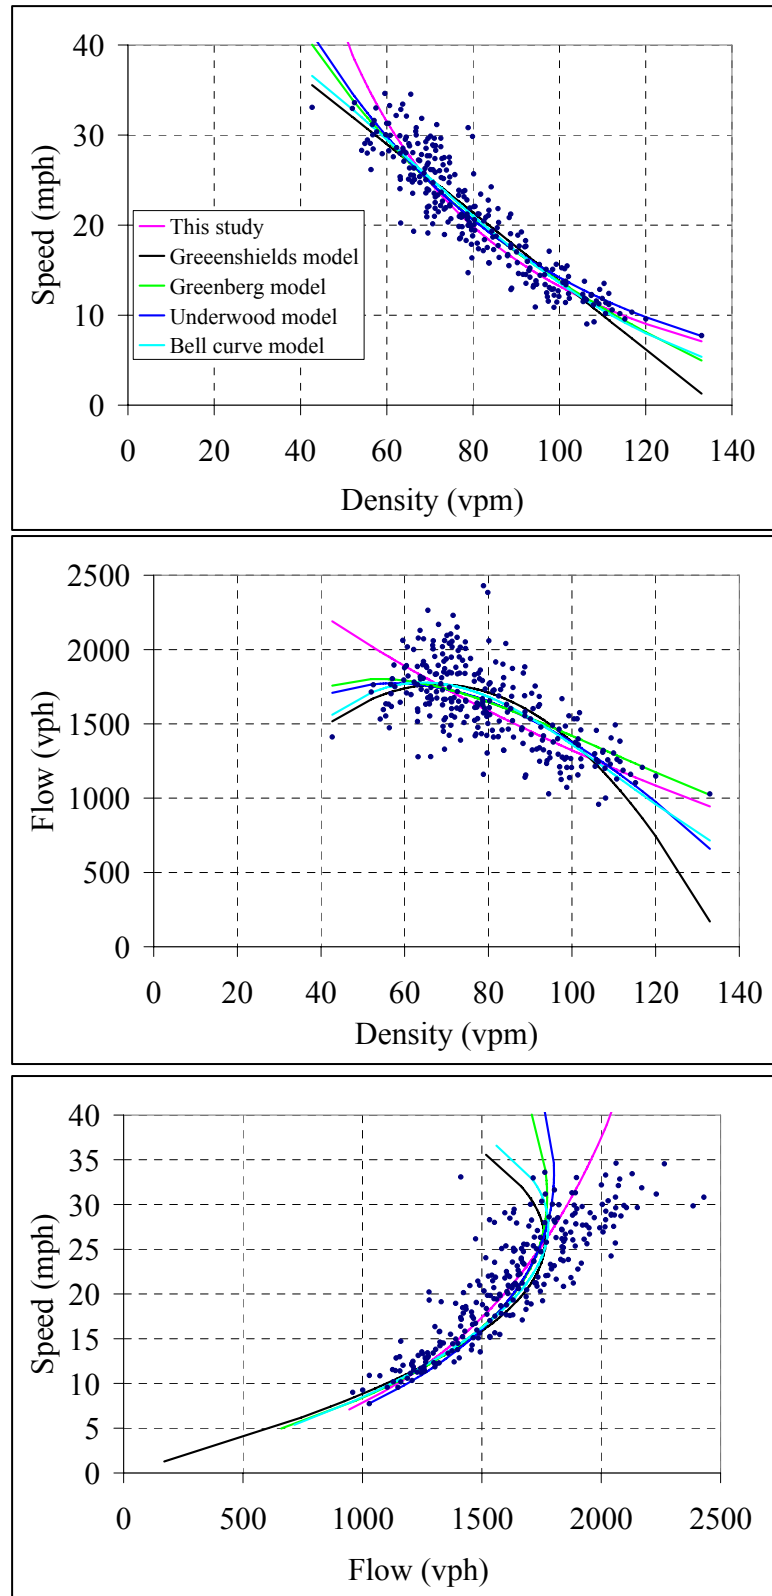 40
30
20
10
0
Speed (mph)
This study
Greeenshields model
Greenberg model
Underwood model
Bell curve model
0 20 40 60 80 100 120 140
Density (vpm)
2500
2000
1500
1000
500
0
Flow (vph)
0 20 40 60 80 100 120 140
Density (vpm)
40
35
30
25
20
15
10
5
0
Speed (mph)
0 500 1000 1500 2000 2500
Flow (vph)